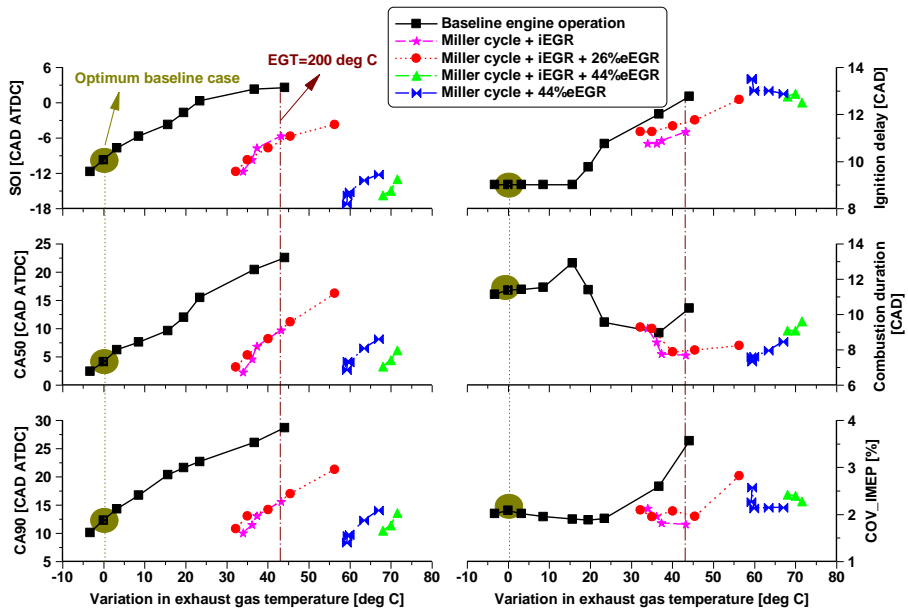 Baseline engine operation
Miller cycle + iEGR
Miller cycle + iEGR + 26%eEGR
Miller cycle + iEGR + 44%eEGR
Miller cycle + 44%eEGR
EGT=200 deg C
Optimum baseline case
6
0
-6
-12
-18
SOI [CAD ATDC]
14
12
10
8
Ignition delay [CAD]
25
20
15
10
5
0
CA50 [CAD ATDC]
14
12
10
8
6
Combustion duration
[CAD]
30
25
20
15
10
5
CA90 [CAD ATDC]
4
3
2
1
COV_IMEP [%]
-10 0 10 20 30 40 50 60 70 80
-10 0 10 20 30 40 50 60 70 80
Variation in exhaust gas temperature [deg C]
Variation in exhaust gas temperature [deg C]